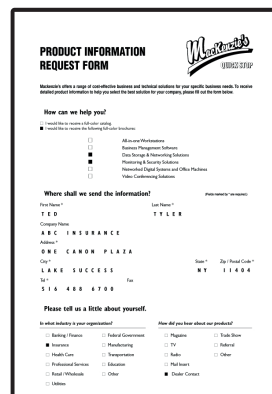 PRODUCT INFORMATION
REQUEST FORM
MacKenzie's
QUICK STOP
MacKenzie's offers a range of cost-effective business and technical solutions for your specific business needs. To receive
detailed product information to help you select the best solution for your company, please fill out the form below.
How can we help you?
I would like to receive a full-color catalog
I would like to receive the following full-color brochures:
All-in-one Workstations
Business Management Software
Data Storage & Networking Solutions
Monitoring & Security Solutions
Networked Digital Systems and Office Machines
Video Conferencing Solutions
Where shall we send the information? (Fields marked by * are required.)
First Name * Last Name *
TED TYLER
Company Name
ABC INSURANCE
Address *
ONE CANON PLAZA
City * State * Zip / Postal Code *
LAKE SUCCESS NY 11404
Tel * Fax
516 488 6700
Please tell us a little about yourself.
In what industry is your organization? How did you hear about our products?
Banking / Finance Federal Government Magazine Trade Show
Insurance Manufacturing TV Referral
Health Care Transportation Radio Other
Professional Services Education Mail Insert
Retail / Wholesale Other Dealer Contact
Utilities